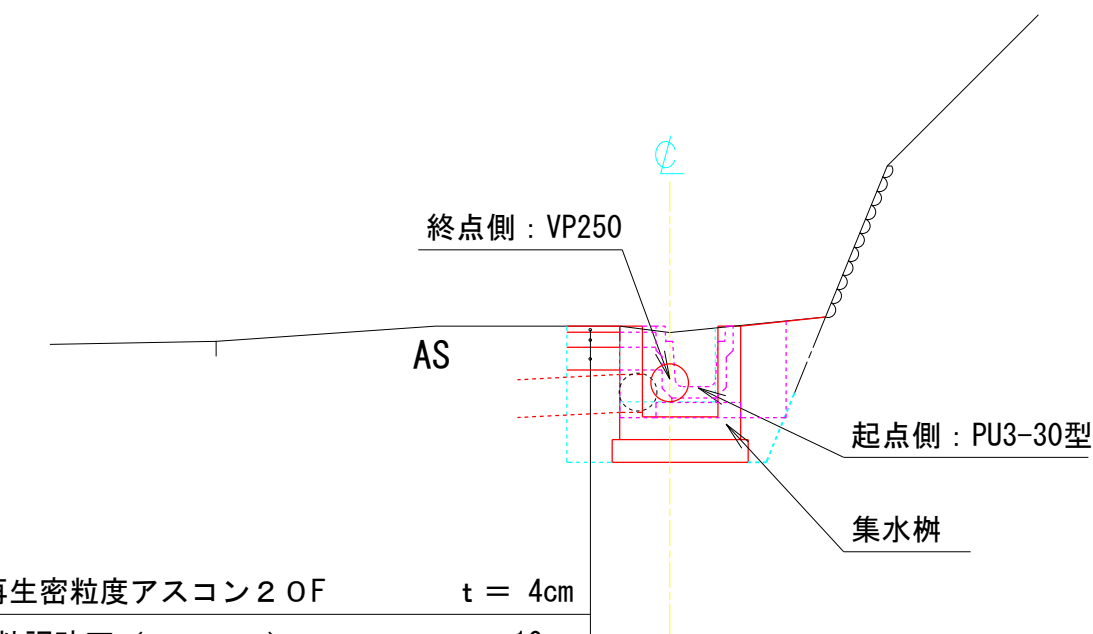 ℄
終点側：VP250
AS
起点側：PU3-30型
集水桝
再生密粒度アスコン２０F t = 4cm